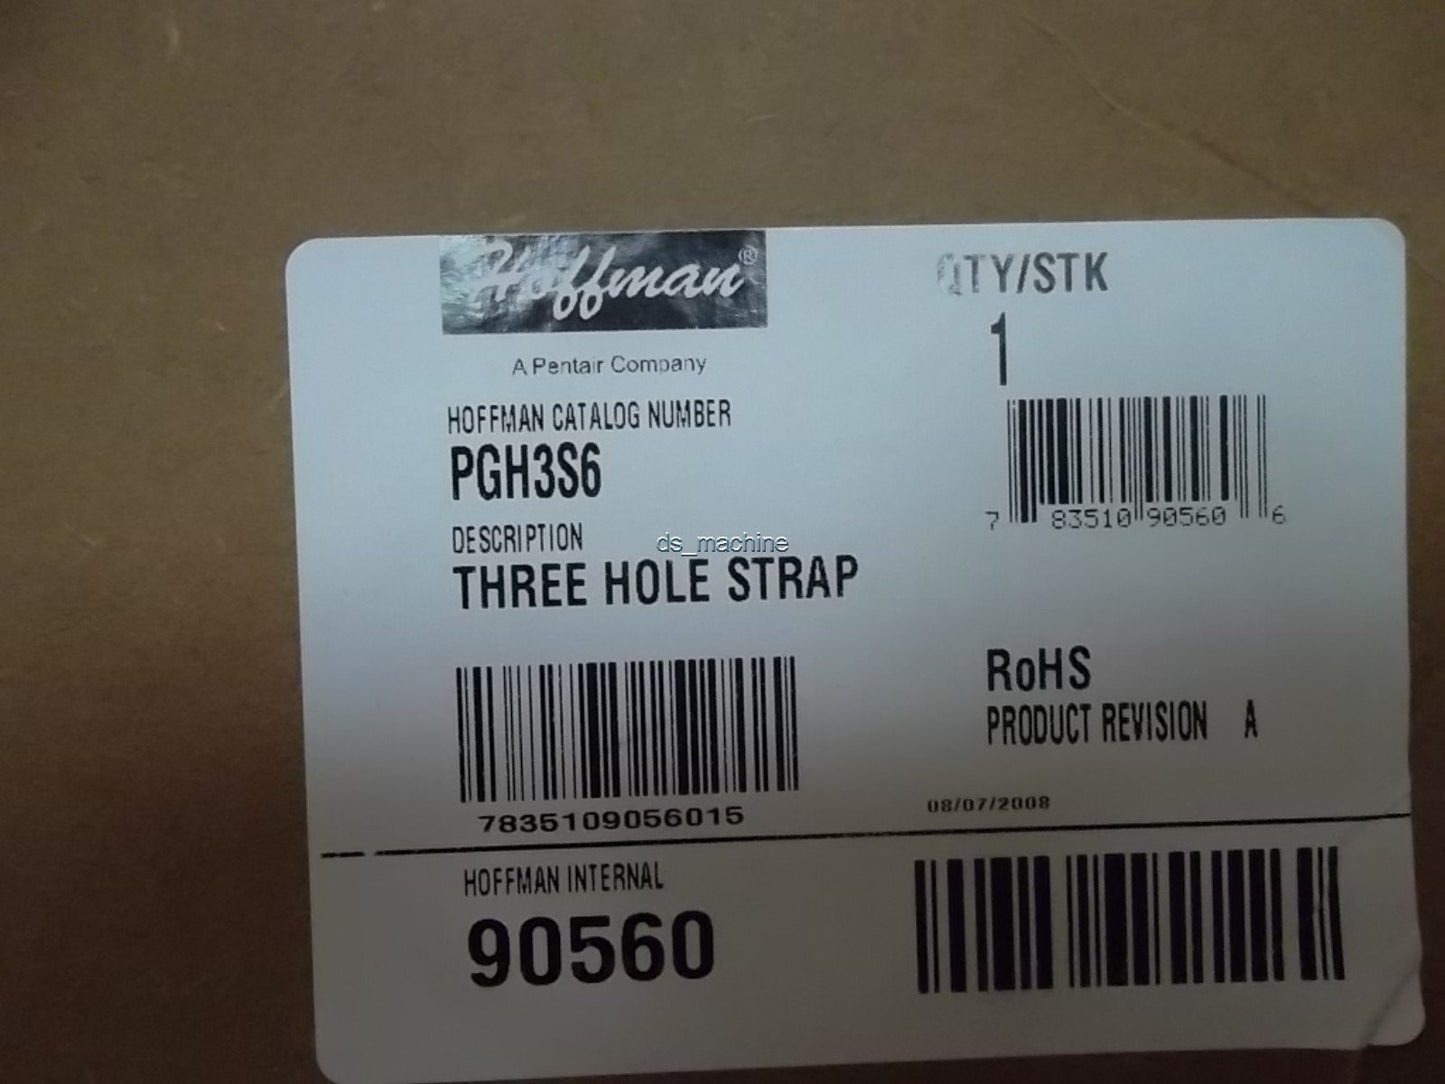 Hoffman®
A Pentair Company
HOFFMAN CATALOG NUMBER
PGH3S6
DESCRIPTION
ds_machine
THREE HOLE STRAP
7835109056015
QTY/STK
1
7 83510 90560 6
RoHS
PRODUCT REVISION A
08/07/2008
HOFFMAN INTERNAL
90560